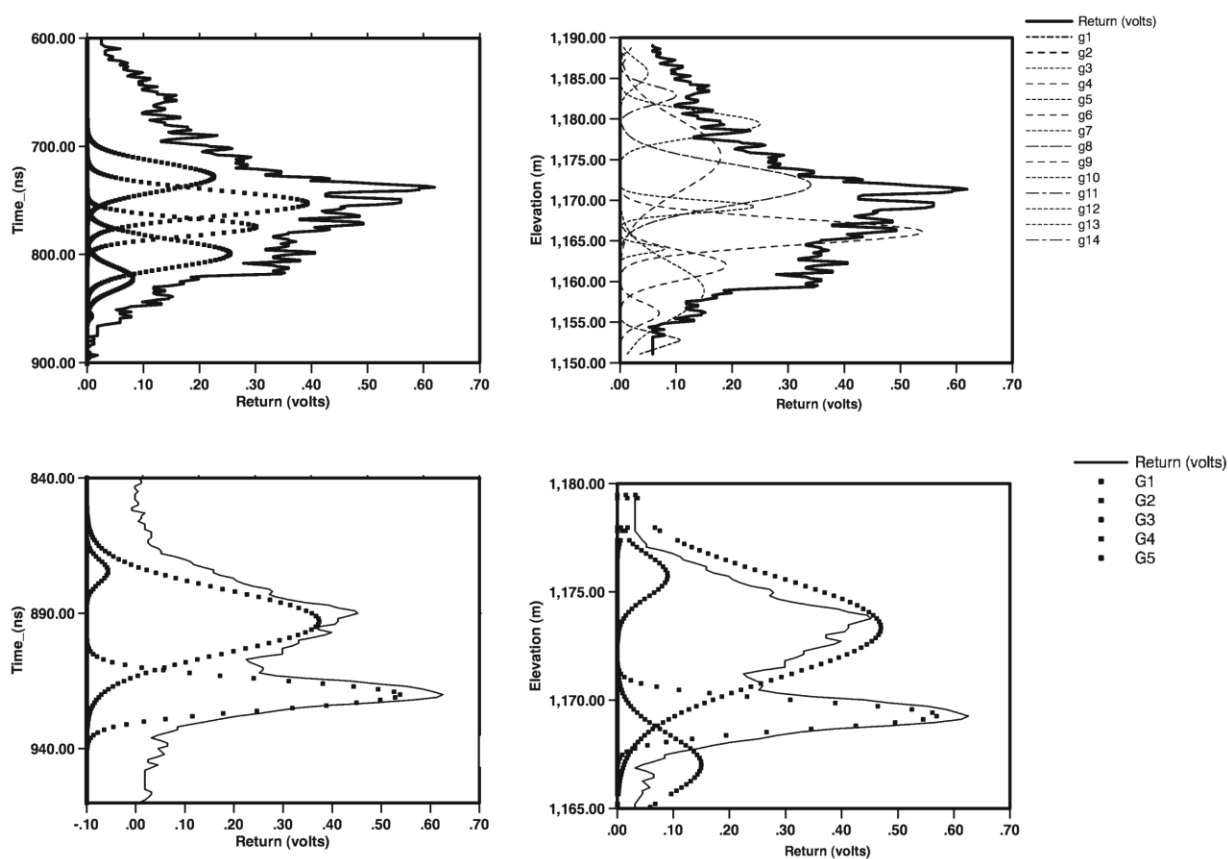 600.00
700.00
800.00
900.00
Time_(ns)
.00 .10 .20 .30 .40 .50 .60 .70
Return (volts)
1,190.00
1,185.00
1,180.00
1,175.00
1,170.00
1,165.00
1,160.00
1,155.00
1,150.00
Elevation (m)
.00 .10 .20 .30 .40 .50 .60 .70
Return (volts)
Return (volts)
g1
g2
g3
g4
g5
g6
g7
g8
g9
g10
g11
g12
g13
g14
840.00
890.00
940.00
Time_(ns)
-.10 .00 .10 .20 .30 .40 .50 .60 .70
Return (volts)
1,180.00
1,175.00
1,170.00
1,165.00
Elevation (m)
.00 .10 .20 .30 .40 .50 .60 .70
Return (volts)
Return (volts)
G1
G2
G3
G4
G5